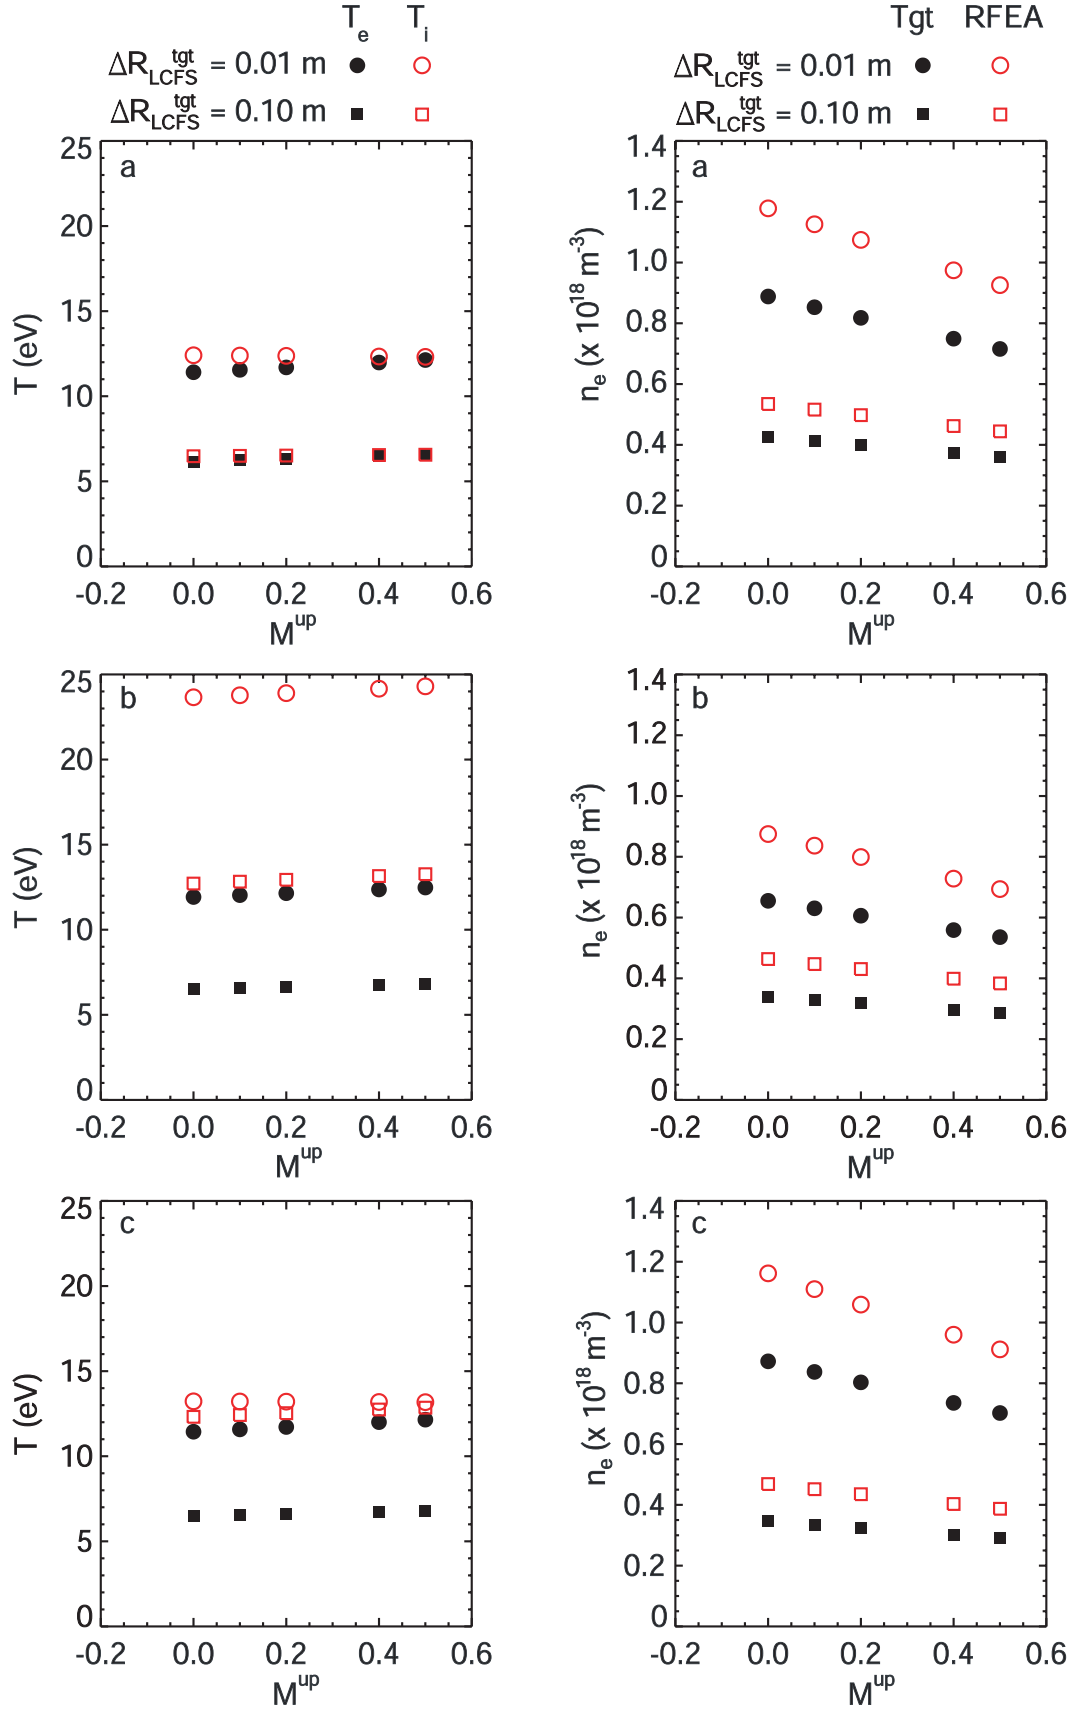 T_e T_i
ΔR_LCFS^tgt = 0.01 m
ΔR_LCFS^tgt = 0.10 m
Tgt RFEA
ΔR_LCFS^tgt = 0.01 m
ΔR_LCFS^tgt = 0.10 m
a
25
20
15
10
5
0
T (eV)
-0.2 0.0 0.2 0.4 0.6
M^up
a
1.4
1.2
1.0
0.8
0.6
0.4
0.2
0
n_e (x 10^18 m^-3)
-0.2 0.0 0.2 0.4 0.6
M^up
b
25
20
15
10
5
0
T (eV)
-0.2 0.0 0.2 0.4 0.6
M^up
b
1.4
1.2
1.0
0.8
0.6
0.4
0.2
0
n_e (x 10^18 m^-3)
-0.2 0.0 0.2 0.4 0.6
M^up
c
25
20
15
10
5
0
T (eV)
-0.2 0.0 0.2 0.4 0.6
M^up
c
1.4
1.2
1.0
0.8
0.6
0.4
0.2
0
n_e (x 10^18 m^-3)
-0.2 0.0 0.2 0.4 0.6
M^up